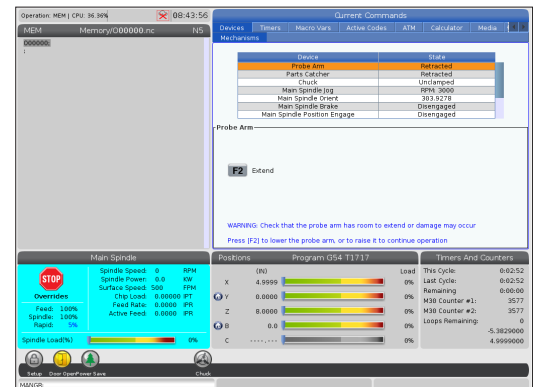 Operation: MEM | CPU: 36.36% 08:43:56
MEM Memory/O00000.nc N5
O00000;
;
Current Commands
Devices Timers Macro Vars Active Codes ATM Calculator Media
Mechanisms
Device State
Probe Arm Retracted
Parts Catcher Retracted
Chuck Unclamped
Main Spindle Jog RPM: 3000
Main Spindle Orient 303.9278
Main Spindle Brake Disengaged
Main Spindle Position Engage Disengaged
Probe Arm
F2 Extend
WARNING: Check that the probe arm has room to extend or damage may occur
Press [F2] to lower the probe arm, or to raise it to continue operation
Main Spindle
STOP
Spindle Speed: 0 RPM
Spindle Power: 0.0 KW
Surface Speed: 500 FPM
Chip Load: 0.00000 IPT
Feed Rate: 0.0000 IPR
Active Feed: 0.0000 IPR
Overrides
Feed: 100%
Spindle: 100%
Rapid: 5%
Spindle Load(%) 0%
Positions Program G54 T1717
(IN) Load
X 4.9999 0%
Y 0.0000 0%
Z 8.0000 0%
B 0.0 0%
C ----.--- 0%
Timers And Counters
This Cycle: 0:02:52
Last Cycle: 0:02:52
Remaining 0:00:00
M30 Counter #1: 3577
M30 Counter #2: 3577
Loops Remaining: 0
-5.3829000
4.9999000
Setup Door Open Power Save Chuck
MANGR: